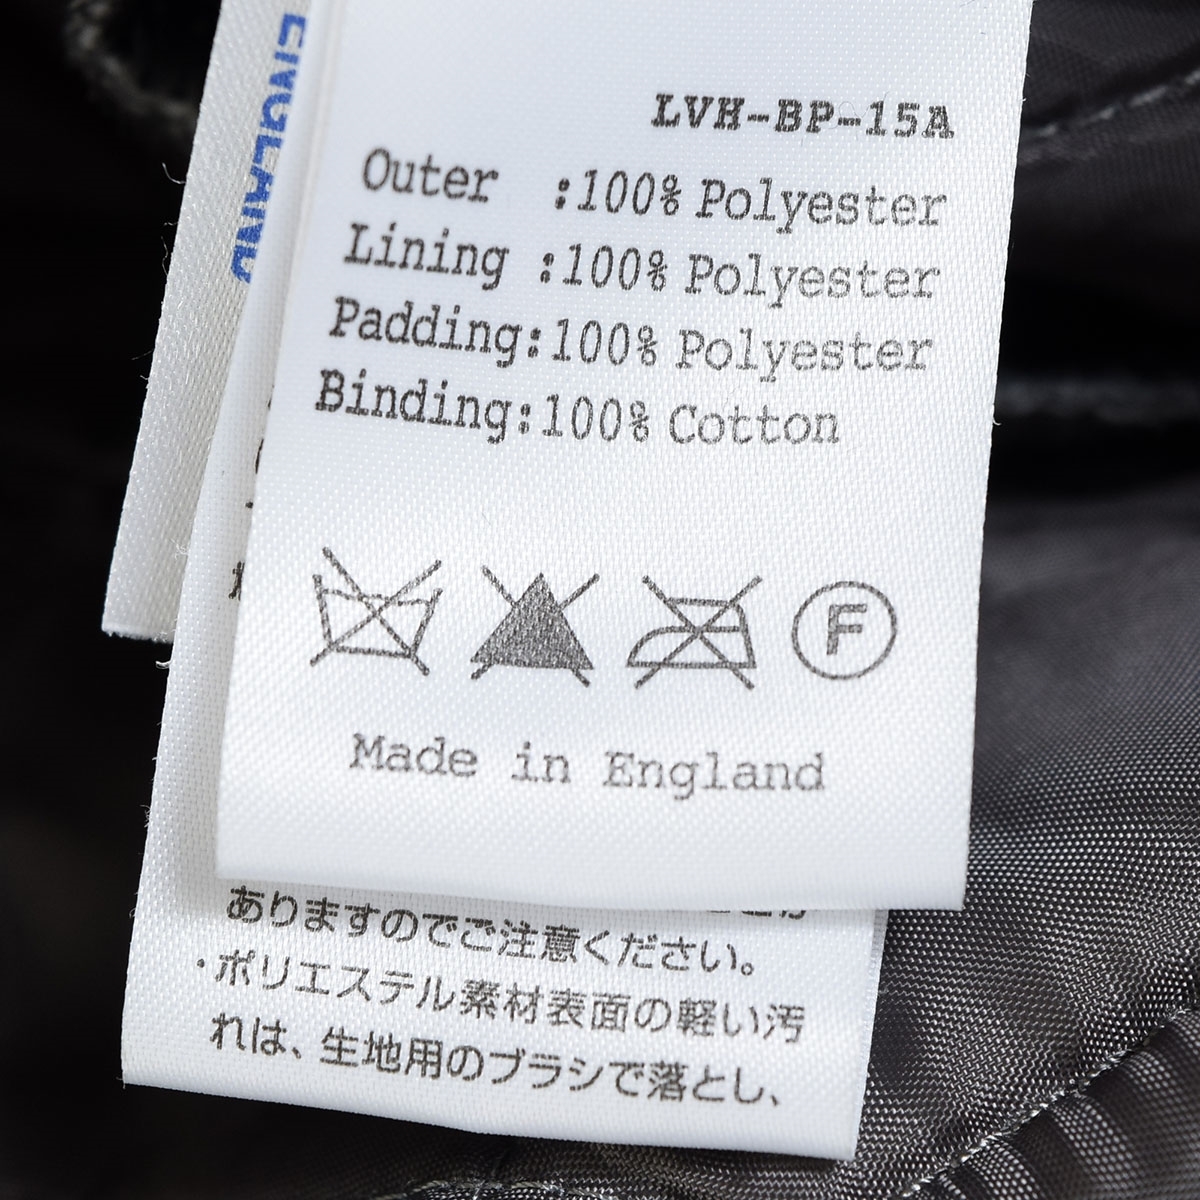 ENGLAND
LVH-BP-15A
Outer :100% Polyester
Lining :100% Polyester
Padding:100% Polyester
Binding:100% Cotton
F
Made in England
ありますのでご注意ください。
・ポリエステル素材表面の軽い汚
れは、生地用のブラシで落とし、